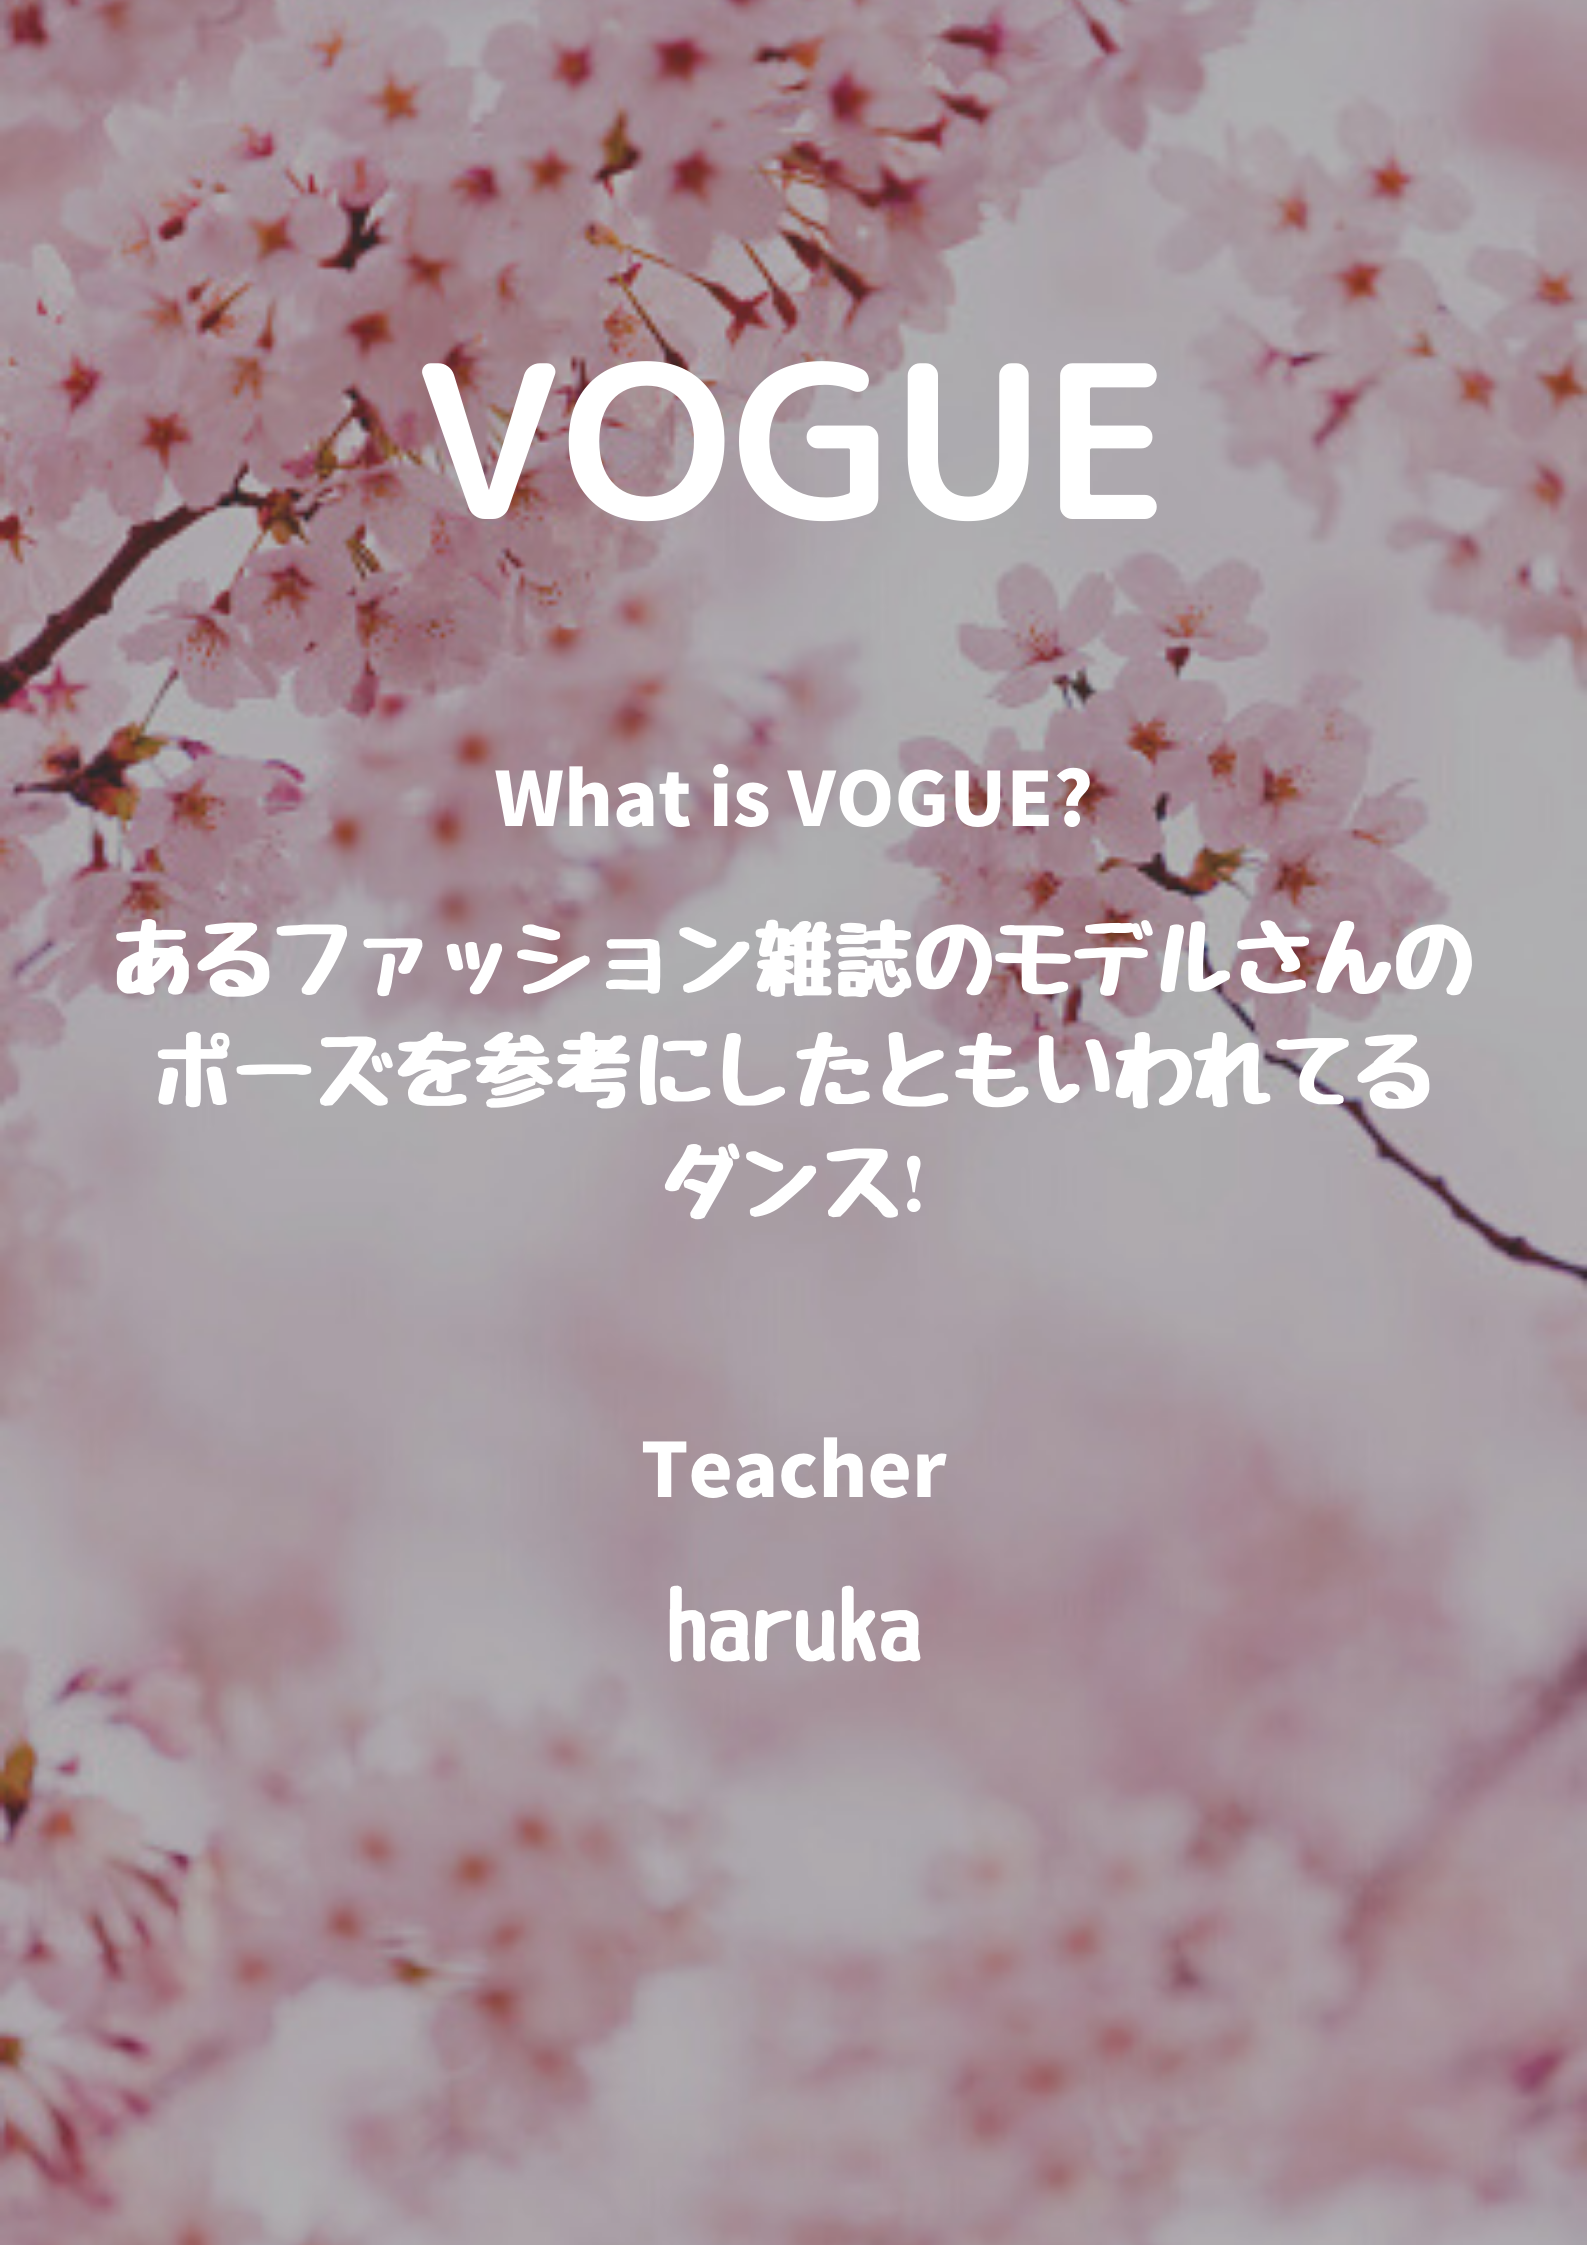 VOGUE
What is VOGUE?
あるファッション雑誌のモデルさんの
ポーズを参考にしたともいわれてる
ダンス!
Teacher
haruka